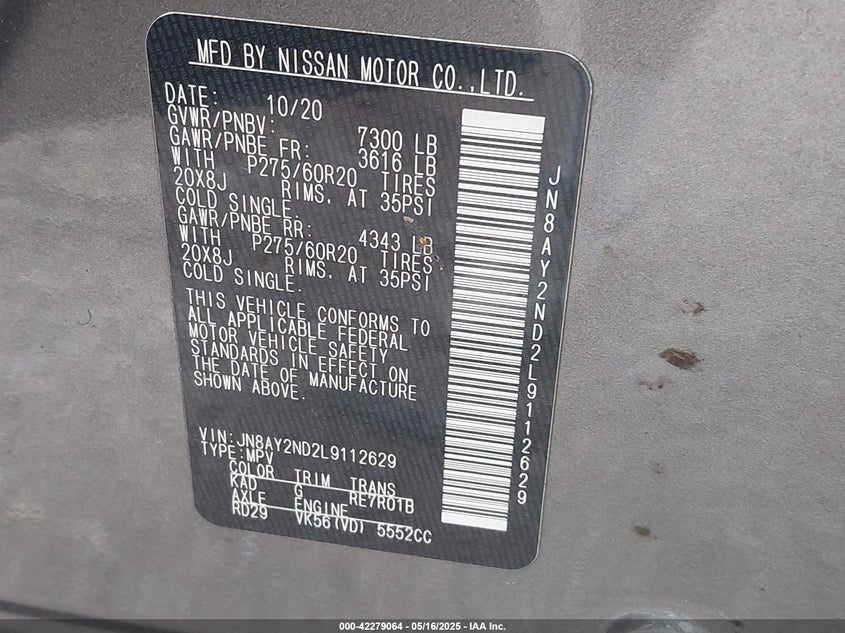 MFD BY NISSAN MOTOR CO.,LTD.
DATE: 10/20
GVWR/PNBV: 7300 LB
GAWR/PNBE FR: 3616 LB
WITH P275/60R20 TIRES
20X8J RIMS, AT 35PSI
COLD SINGLE.
GAWR/PNBE RR: 4343 LB
WITH P275/60R20 TIRES
20X8J RIMS, AT 35PSI
COLD SINGLE.
THIS VEHICLE CONFORMS TO
ALL APPLICABLE FEDERAL
MOTOR VEHICLE SAFETY
STANDARDS IN EFFECT ON
THE DATE OF MANUFACTURE
SHOWN ABOVE.
VIN:JN8AY2ND2L9112629
TYPE:MPV
COLOR TRIM TRANS
KAD G RE7R01B
AXLE ENGINE
RD29 VK56(VD) 5552CC
JN8AY2ND2L9112629
000-42279064 - 05/16/2025 - IAA Inc.